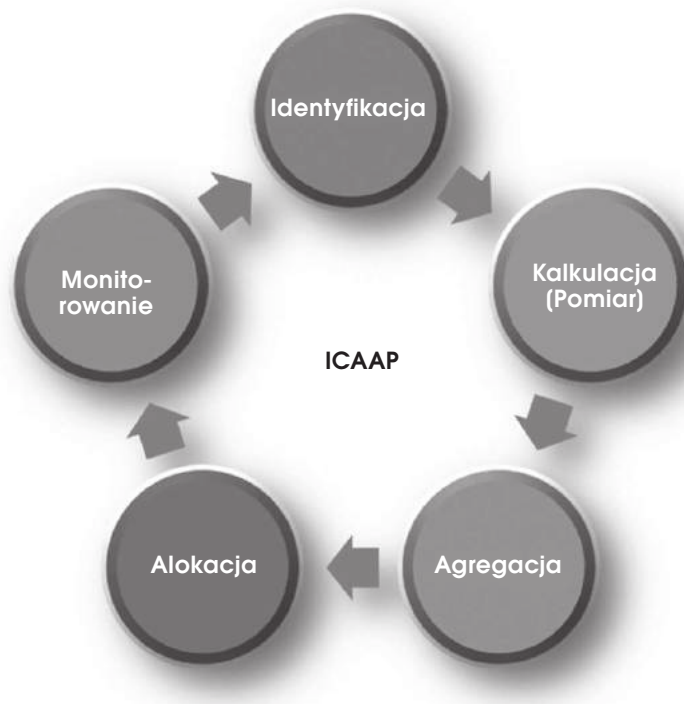 Identyfikacja
Kalkulacja
(Pomiar)
Agregacja
Alokacja
Monito-
rowanie
ICAAP